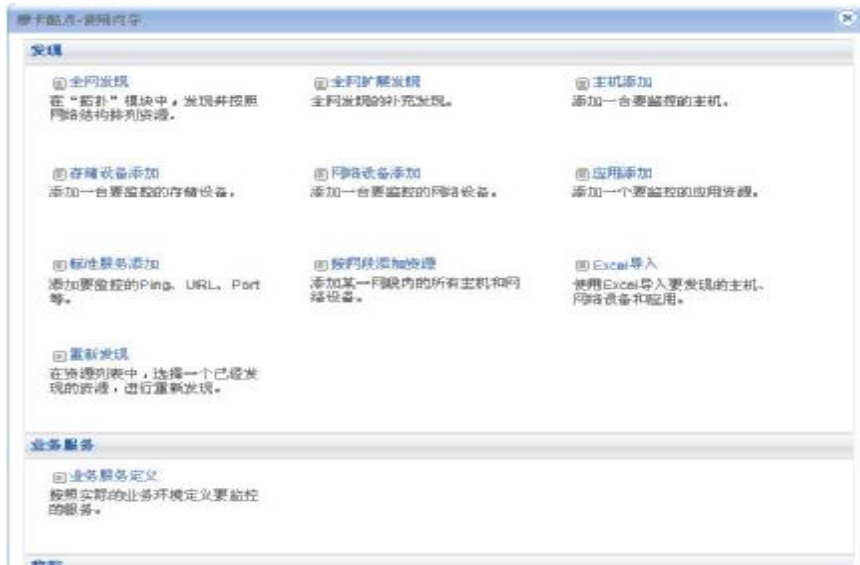 摩卡酷点-使用向导
发现
全网发现
全网扩展发现
主机添加
在“拓扑”模块中，发现并按照
网络结构排列资源。
全网发现的补充发现。
添加一台要监控的主机。
存储设备添加
网络设备添加
应用添加
添加一台要监控的存储设备。
添加一台要监控的网络设备。
添加一个要监控的应用资源。
标准服务添加
按网段添加资源
Excel导入
添加要监控的Ping、URL、Port
等。
添加某一网段内的所有主机和网
络设备。
使用Excel导入要发现的主机、
网络设备和应用。
重新发现
在资源列表中，选择一个已经发
现的资源，进行重新发现。
业务服务
业务服务定义
按照实际的业务环境定义要监控
的服务。